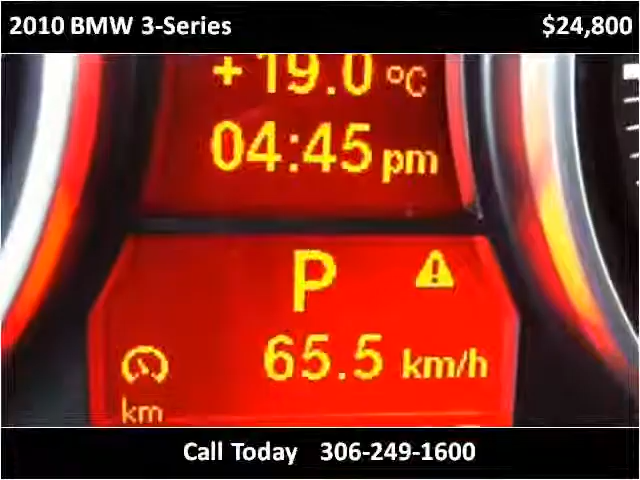 2010 BMW 3-Series $24,800
+19.0 °C
04:45 pm
P
65.5 km/h
km
Call Today 306-249-1600